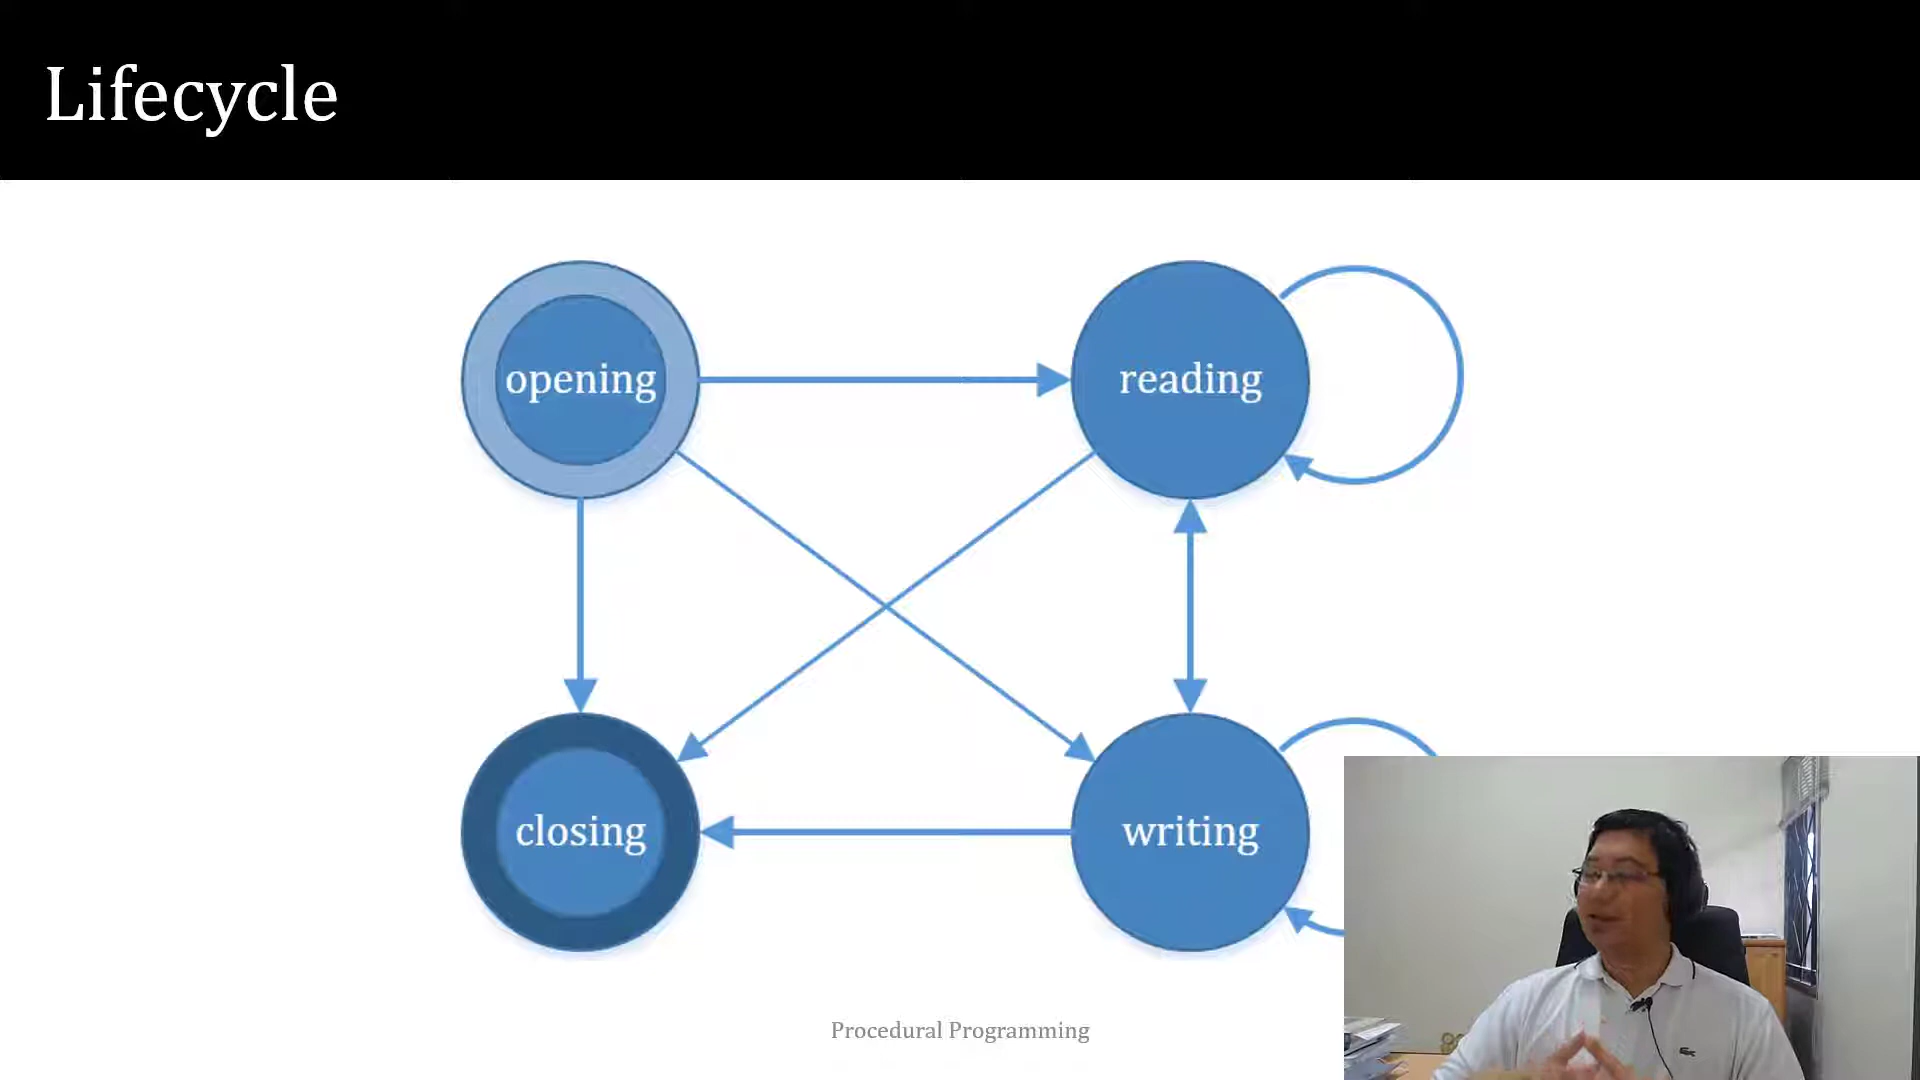 Lifecycle
opening
reading
closing
writing
Procedural Programming